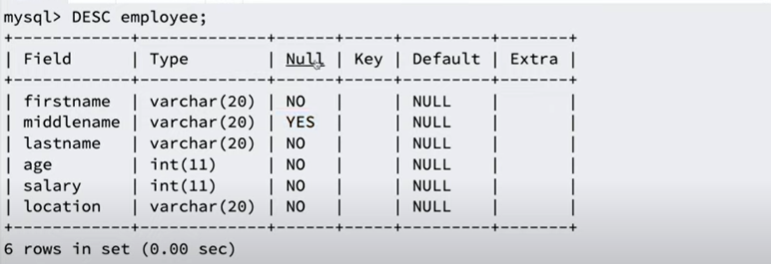 mysql> DESC employee;
+------------+-------------+------+-----+---------+-------+
| Field | Type | Null | Key | Default | Extra |
+------------+-------------+------+-----+---------+-------+
| firstname | varchar(20) | NO | | NULL | |
| middlename | varchar(20) | YES | | NULL | |
| lastname | varchar(20) | NO | | NULL | |
| age | int(11) | NO | | NULL | |
| salary | int(11) | NO | | NULL | |
| location | varchar(20) | NO | | NULL | |
+------------+-------------+------+-----+---------+-------+
6 rows in set (0.00 sec)